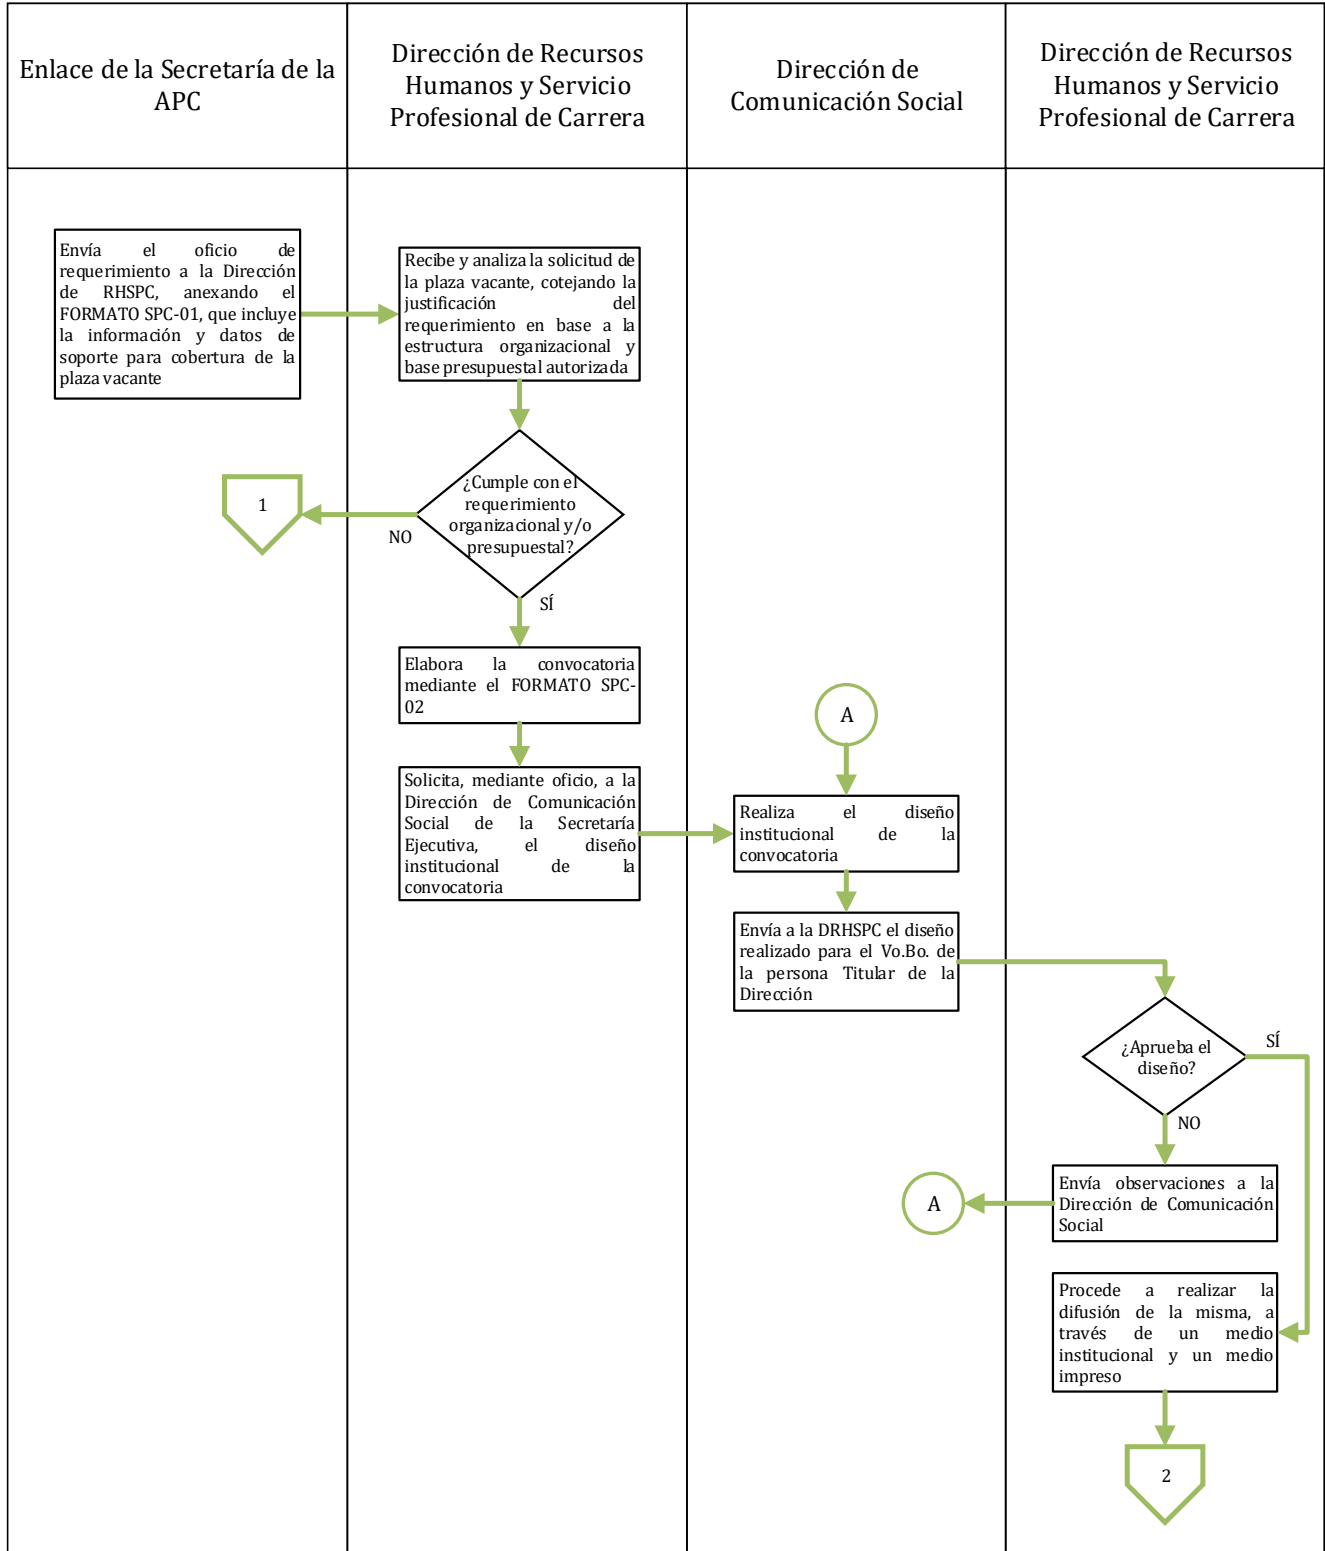 Enlace de la Secretaría de la
APC
Dirección de Recursos
Humanos y Servicio
Profesional de Carrera
Dirección de
Comunicación Social
Dirección de Recursos
Humanos y Servicio
Profesional de Carrera
Envía el oficio de
requerimiento a la Dirección
de RHSPC, anexando el
FORMATO SPC-01, que incluye
la información y datos de
soporte para cobertura de la
plaza vacante
Recibe y analiza la solicitud de
la plaza vacante, cotejando la
justificación del
requerimiento en base a la
estructura organizacional y
base presupuestal autorizada
¿Cumple con el
requerimiento
organizacional y/o
presupuestal?
1
NO
SÍ
Elabora la convocatoria
mediante el FORMATO SPC-
02
Solicita, mediante oficio, a la
Dirección de Comunicación
Social de la Secretaría
Ejecutiva, el diseño
institucional de la
convocatoria
A
Realiza el diseño
institucional de la
convocatoria
Envía a la DRHSPC el diseño
realizado para el Vo.Bo. de
la persona Titular de la
Dirección
¿Aprueba el
diseño?
SÍ
NO
Envía observaciones a la
Dirección de Comunicación
Social
A
Procede a realizar la
difusión de la misma, a
través de un medio
institucional y un medio
impreso
2